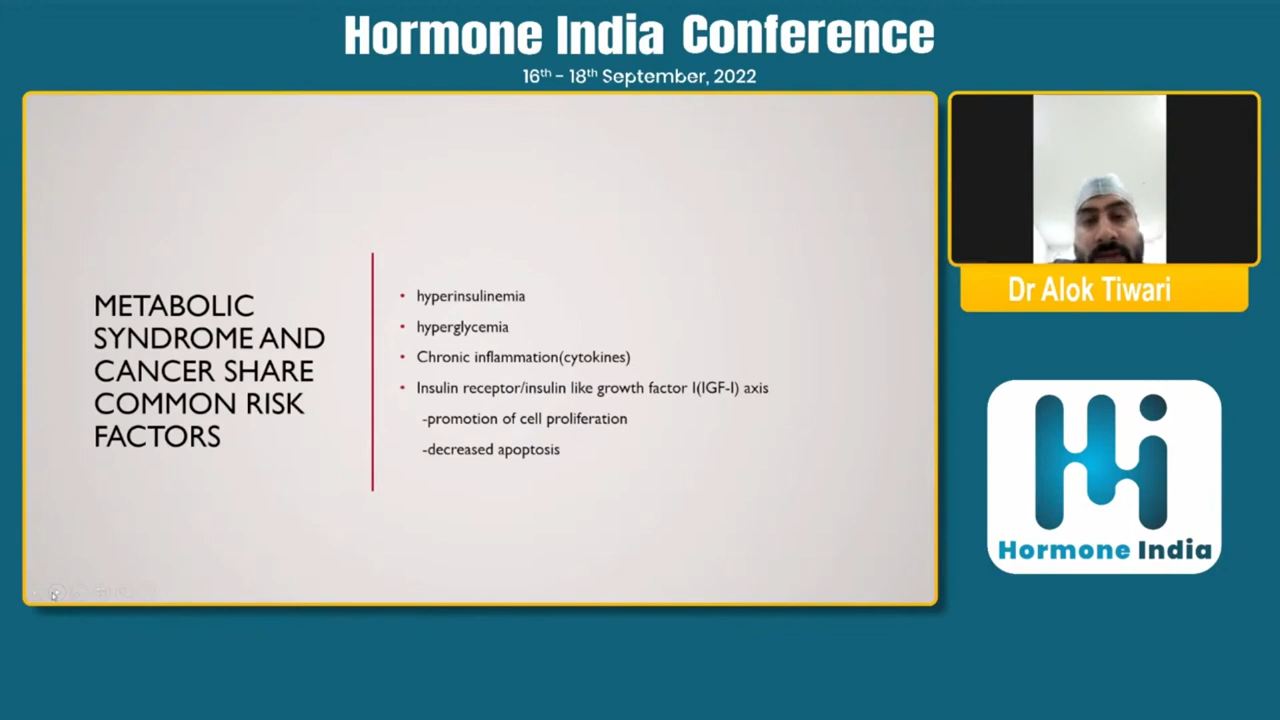 Hormone India Conference
16th - 18th September, 2022
METABOLIC
SYNDROME AND
CANCER SHARE
COMMON RISK
FACTORS
• hyperinsulinemia
• hyperglycemia
• Chronic inflammation(cytokines)
• Insulin receptor/insulin like growth factor I(IGF-I) axis
-promotion of cell proliferation
-decreased apoptosis
Dr Alok Tiwari
Hi
Hormone India